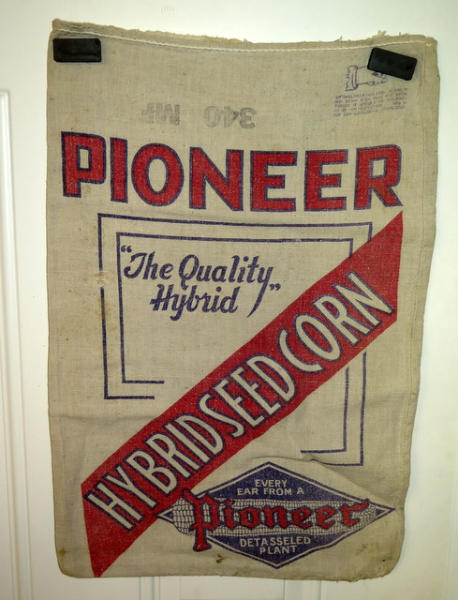 340 MF
PIONEER
"The Quality
Hybrid"
HYBRID SEED CORN
EVERY
EAR FROM A
Pioneer
DETASSELED
PLANT